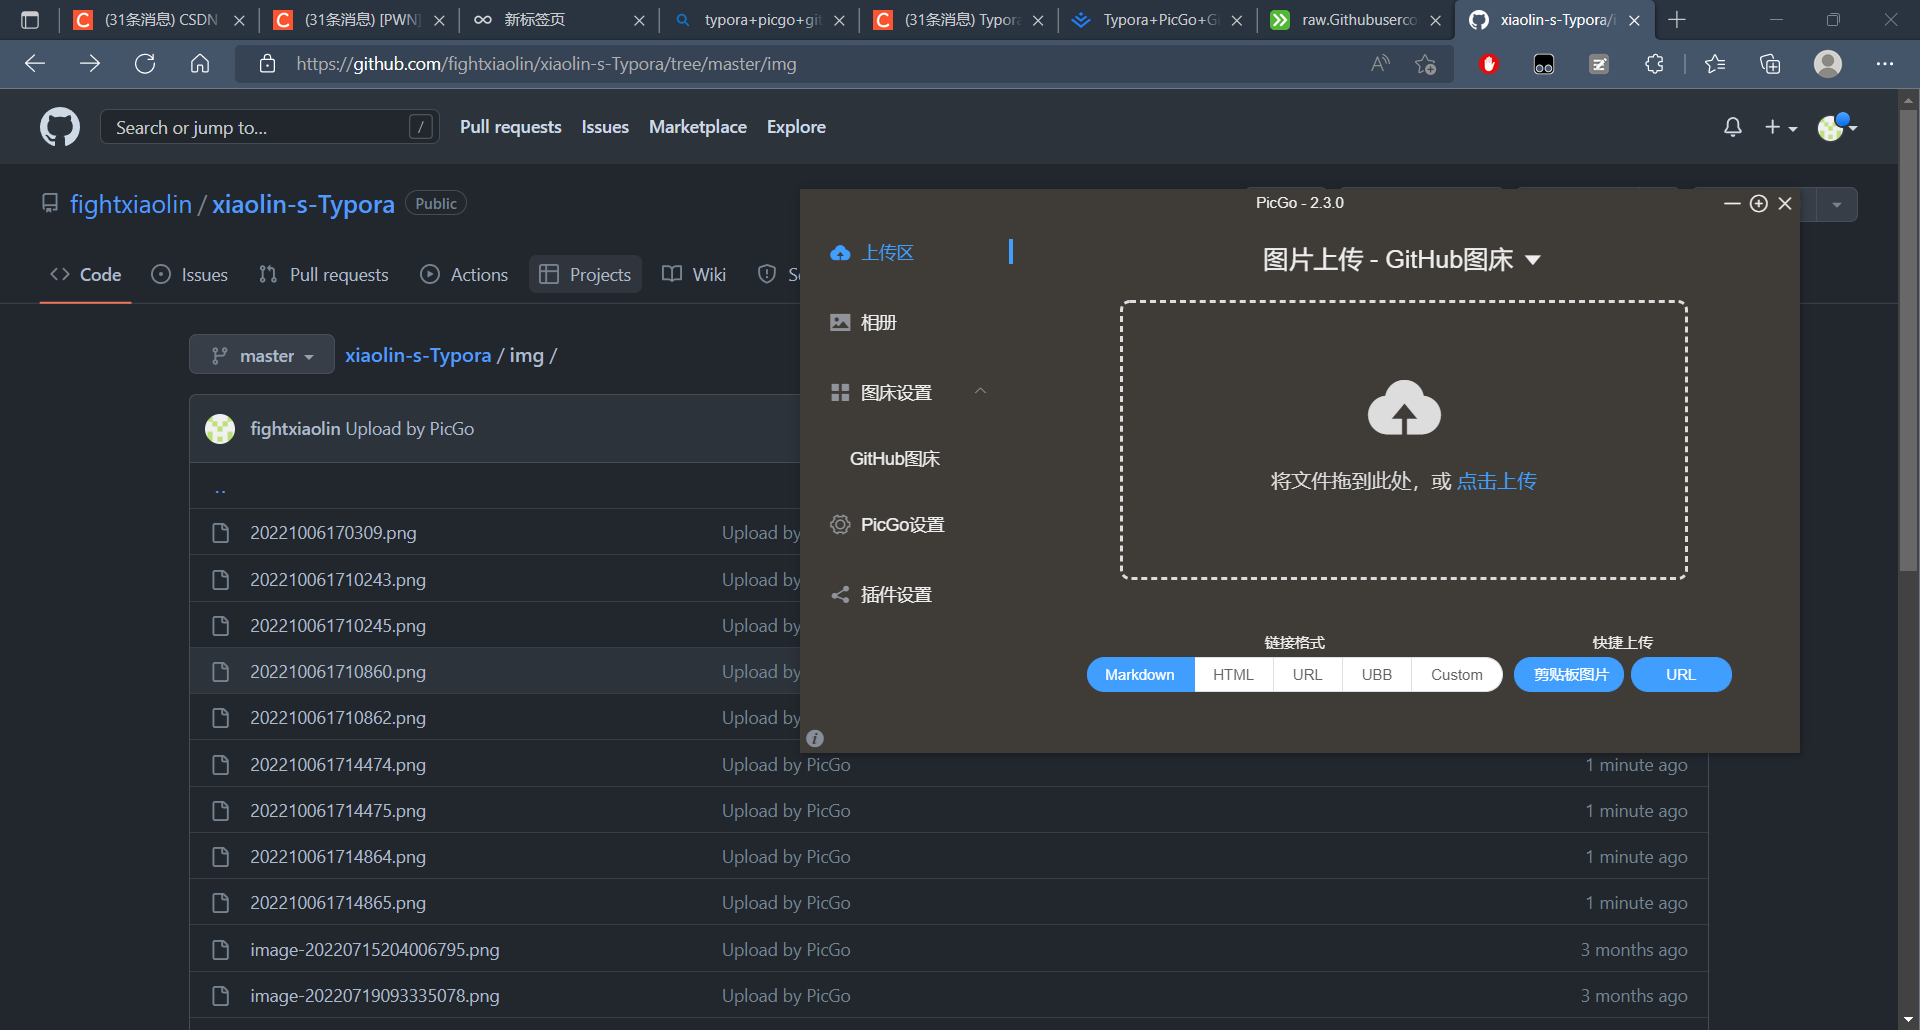 (31条消息) CSDN
(31条消息) [PWN]
新标签页
typora+picgo+git
(31条消息) Typora
Typora+PicGo+Gi
raw.Githubuserco
xiaolin-s-Typora/i
https://github.com/fightxiaolin/xiaolin-s-Typora/tree/master/img
Search or jump to...
/
Pull requests
Issues
Marketplace
Explore
fightxiaolin / xiaolin-s-Typora
Public
Code
Issues
Pull requests
Actions
Projects
Wiki
master
xiaolin-s-Typora / img /
fightxiaolin Upload by PicGo
..
20221006170309.png
Upload by
202210061710243.png
Upload by
202210061710245.png
Upload by
202210061710860.png
Upload by
202210061710862.png
Upload by
202210061714474.png
Upload by PicGo
1 minute ago
202210061714475.png
Upload by PicGo
1 minute ago
202210061714864.png
Upload by PicGo
1 minute ago
202210061714865.png
Upload by PicGo
1 minute ago
image-20220715204006795.png
Upload by PicGo
3 months ago
image-20220719093335078.png
Upload by PicGo
3 months ago
PicGo - 2.3.0
上传区
相册
图床设置
GitHub图床
PicGo设置
插件设置
图片上传 - GitHub图床
将文件拖到此处，或 点击上传
链接格式
快捷上传
Markdown
HTML
URL
UBB
Custom
剪贴板图片
URL